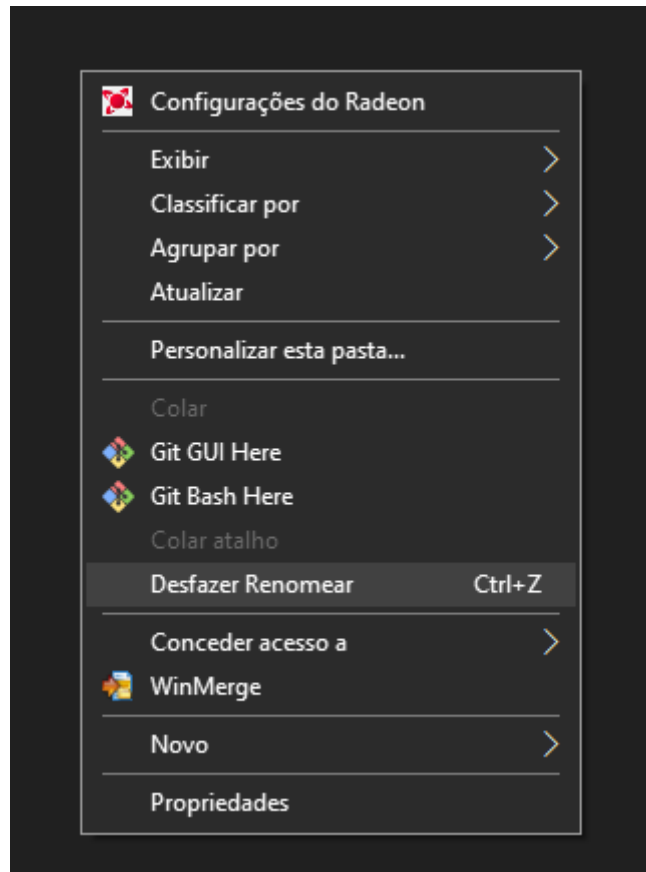 Configurações do Radeon
Exibir
Classificar por
Agrupar por
Atualizar
Personalizar esta pasta...
Colar
Git GUI Here
Git Bash Here
Colar atalho
Desfazer Renomear Ctrl+Z
Conceder acesso a
WinMerge
Novo
Propriedades